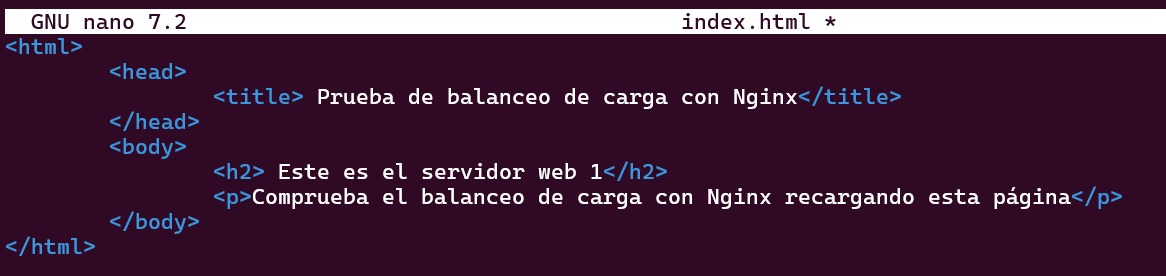 GNU nano 7.2 index.html *
<html>
<head>
<title> Prueba de balanceo de carga con Nginx</title>
</head>
<body>
<h2> Este es el servidor web 1</h2>
<p>Comprueba el balanceo de carga con Nginx recargando esta página</p>
</body>
</html>